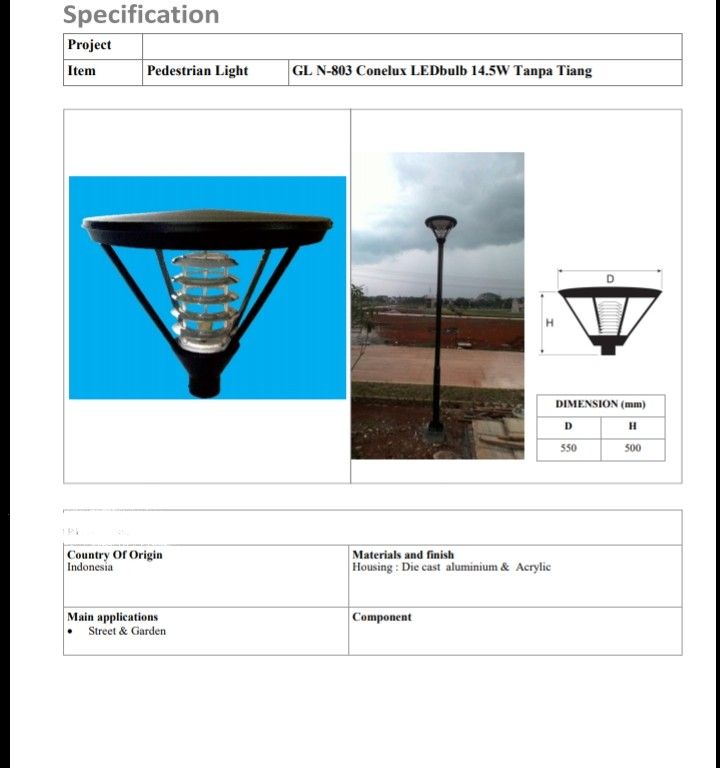 Specification
Project
Item Pedestrian Light GL N-803 Conelux LEDbulb 14.5W Tanpa Tiang
D
H
DIMENSION (mm)
D H
550 500
Country Of Origin Materials and finish
Indonesia Housing : Die cast aluminium & Acrylic
Main applications Component
• Street & Garden